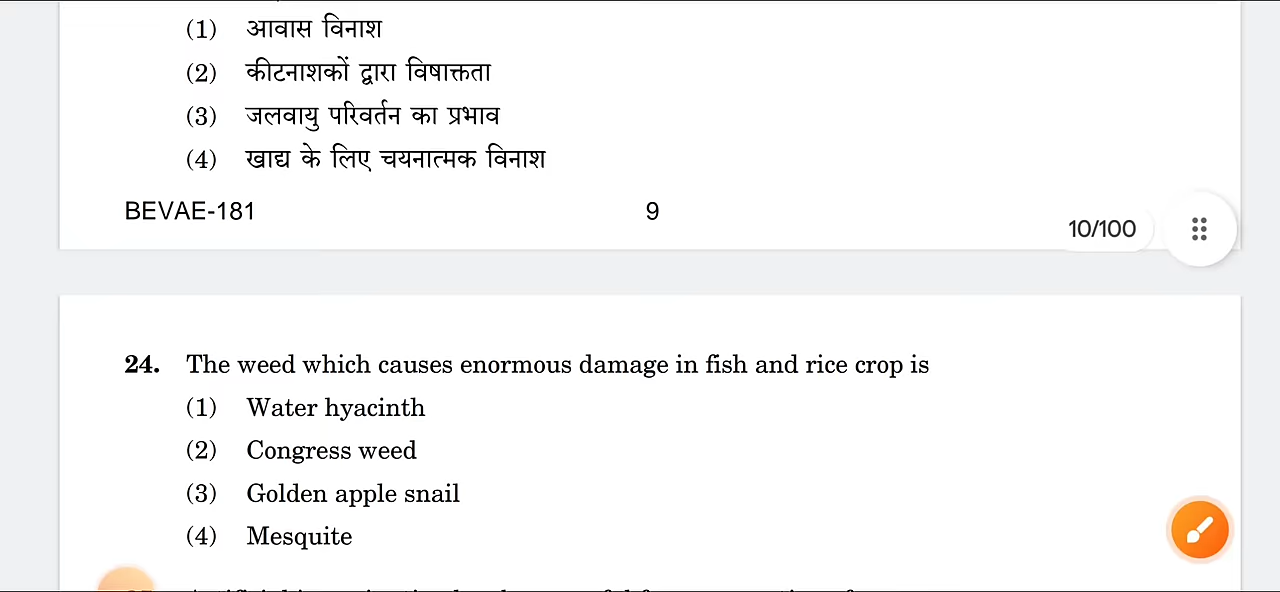 (1) आवास विनाश
(2) कीटनाशकों द्वारा विषाक्तता
(3) जलवायु परिवर्तन का प्रभाव
(4) खाद्य के लिए चयनात्मक विनाश
BEVAE-181 9
10/100
24. The weed which causes enormous damage in fish and rice crop is
(1) Water hyacinth
(2) Congress weed
(3) Golden apple snail
(4) Mesquite